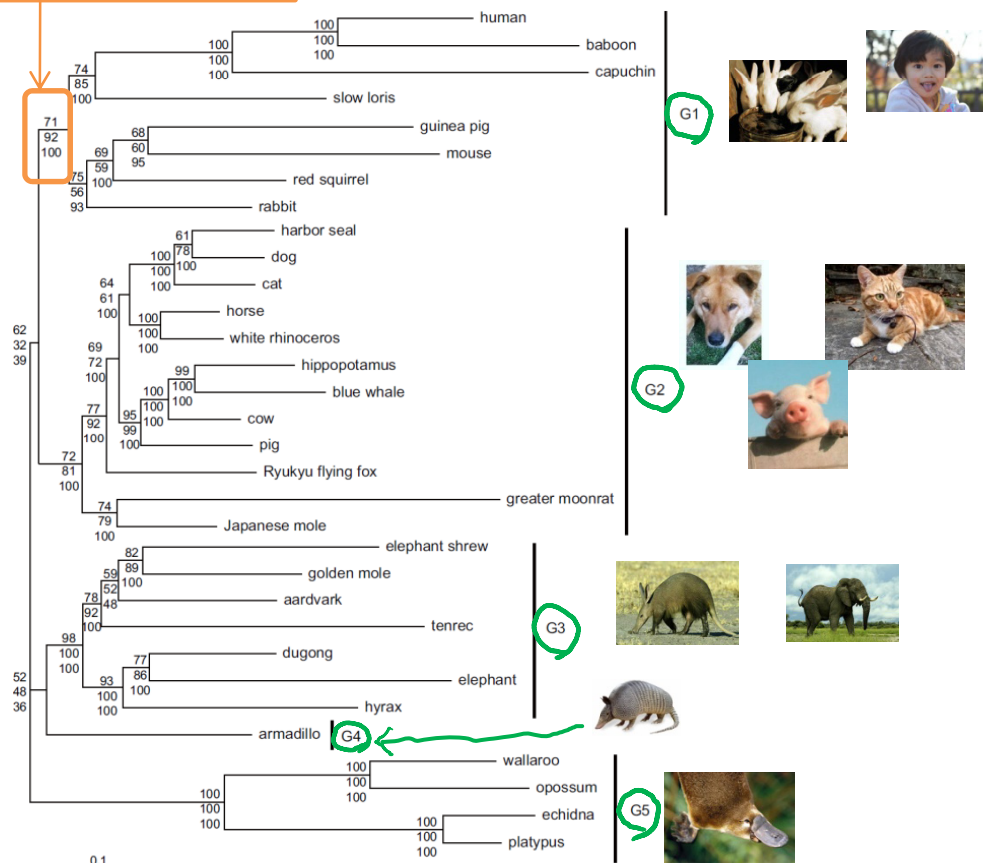 human
100
100
100
baboon
100
100
100
capuchin
74
85
100
slow loris
71
92
100
G1
guinea pig
68
60
95
mouse
69
59
100
red squirrel
75
56
93
rabbit
harbor seal
61
78
100
dog
100
100
100
cat
64
61
100
horse
100
100
100
white rhinoceros
62
32
39
69
72
100
hippopotamus
99
100
100
blue whale
100
100
100
G2
cow
77
92
100
95
99
100
pig
72
81
100
Ryukyu flying fox
greater moonrat
74
79
100
Japanese mole
elephant shrew
82
89
100
golden mole
59
52
48
aardvark
78
92
100
tenrec
G3
98
100
100
dugong
77
86
100
elephant
93
100
100
hyrax
52
48
36
armadillo
G4
wallaroo
100
100
100
opossum
100
100
100
echidna
G5
100
100
100
platypus
0.1